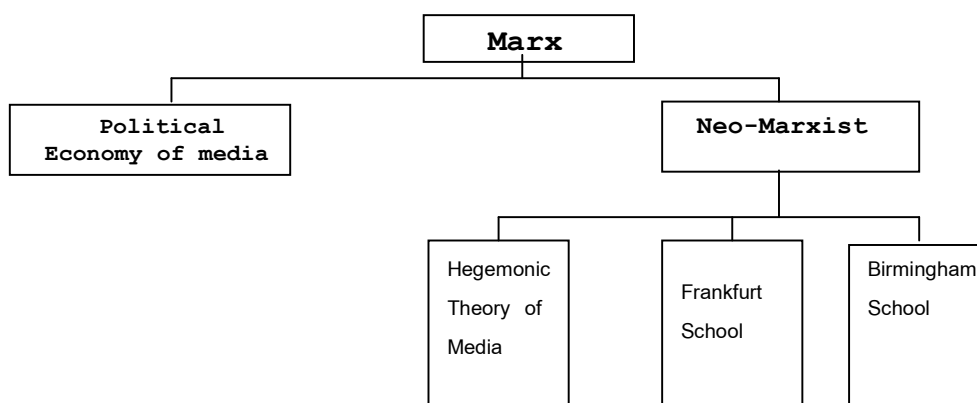 Marx
Political
Economy of media
Neo-Marxist
Hegemonic
Theory of
Media
Frankfurt
School
Birmingham
School